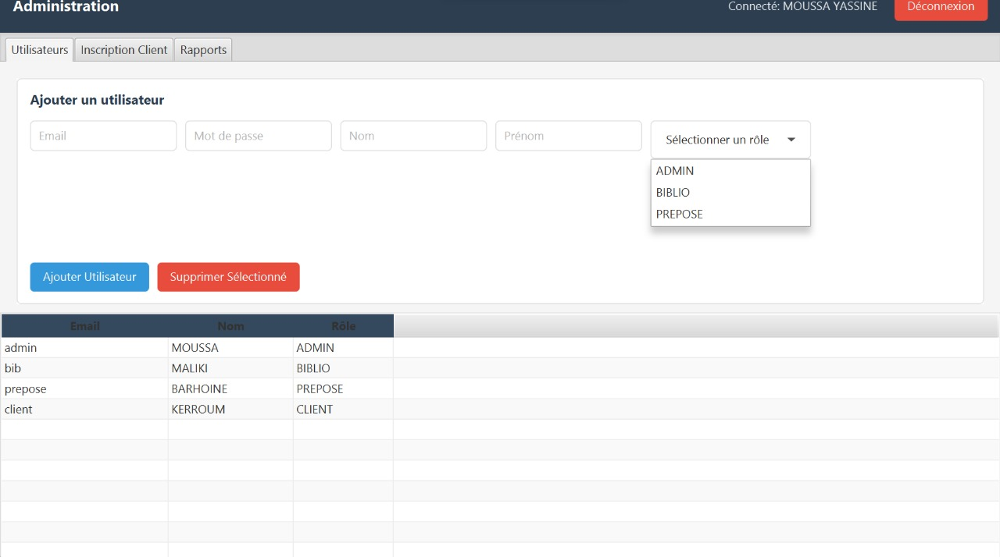 Administration
Connecté: MOUSSA YASSINE
Déconnexion
Utilisateurs
Inscription Client
Rapports
Ajouter un utilisateur
Email
Mot de passe
Nom
Prénom
Sélectionner un rôle
ADMIN
BIBLIO
PREPOSE
Ajouter Utilisateur
Supprimer Sélectionné
Email Nom Rôle
admin MOUSSA ADMIN
bib MALIKI BIBLIO
prepose BARHOINE PREPOSE
client KERROUM CLIENT